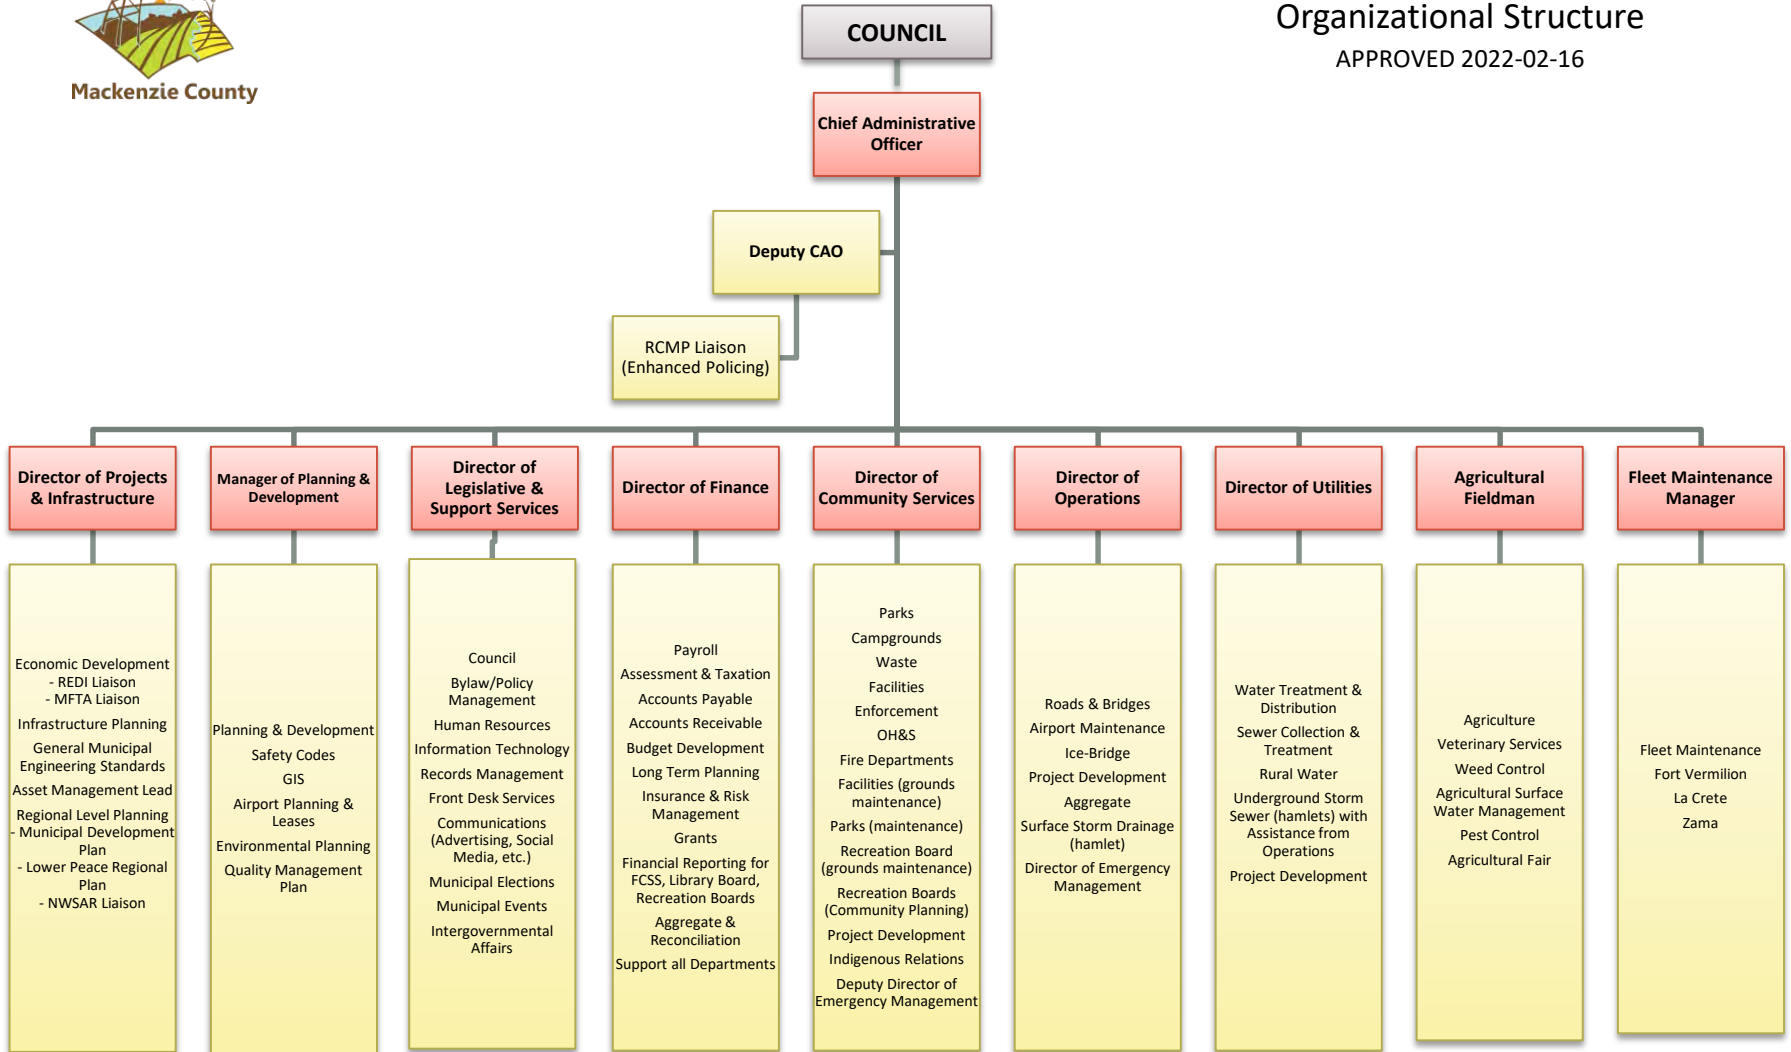 Mackenzie County
Organizational Structure
APPROVED 2022-02-16
COUNCIL
Chief Administrative
Officer
Deputy CAO
RCMP Liaison
(Enhanced Policing)
Director of Projects
& Infrastructure
Economic Development
- REDI Liaison
- MFTA Liaison
Infrastructure Planning
General Municipal
Engineering Standards
Asset Management Lead
Regional Level Planning
- Municipal Development
Plan
- Lower Peace Regional
Plan
- NWSAR Liaison
Manager of Planning &
Development
Planning & Development
Safety Codes
GIS
Airport Planning &
Leases
Environmental Planning
Quality Management
Plan
Director of
Legislative &
Support Services
Council
Bylaw/Policy
Management
Human Resources
Information Technology
Records Management
Front Desk Services
Communications
(Advertising, Social
Media, etc.)
Municipal Elections
Municipal Events
Intergovernmental
Affairs
Director of Finance
Payroll
Assessment & Taxation
Accounts Payable
Accounts Receivable
Budget Development
Long Term Planning
Insurance & Risk
Management
Grants
Financial Reporting for
FCSS, Library Board,
Recreation Boards
Aggregate &
Reconciliation
Support all Departments
Director of
Community Services
Parks
Campgrounds
Waste
Facilities
Enforcement
OH&S
Fire Departments
Facilities (grounds
maintenance)
Parks (maintenance)
Recreation Board
(grounds maintenance)
Recreation Boards
(Community Planning)
Project Development
Indigenous Relations
Deputy Director of
Emergency Management
Director of
Operations
Roads & Bridges
Airport Maintenance
Ice-Bridge
Project Development
Aggregate
Surface Storm Drainage
(hamlet)
Director of Emergency
Management
Director of Utilities
Water Treatment &
Distribution
Sewer Collection &
Treatment
Rural Water
Underground Storm
Sewer (hamlets) with
Assistance from
Operations
Project Development
Agricultural
Fieldman
Agriculture
Veterinary Services
Weed Control
Agricultural Surface
Water Management
Pest Control
Agricultural Fair
Fleet Maintenance
Manager
Fleet Maintenance
Fort Vermilion
La Crete
Zama